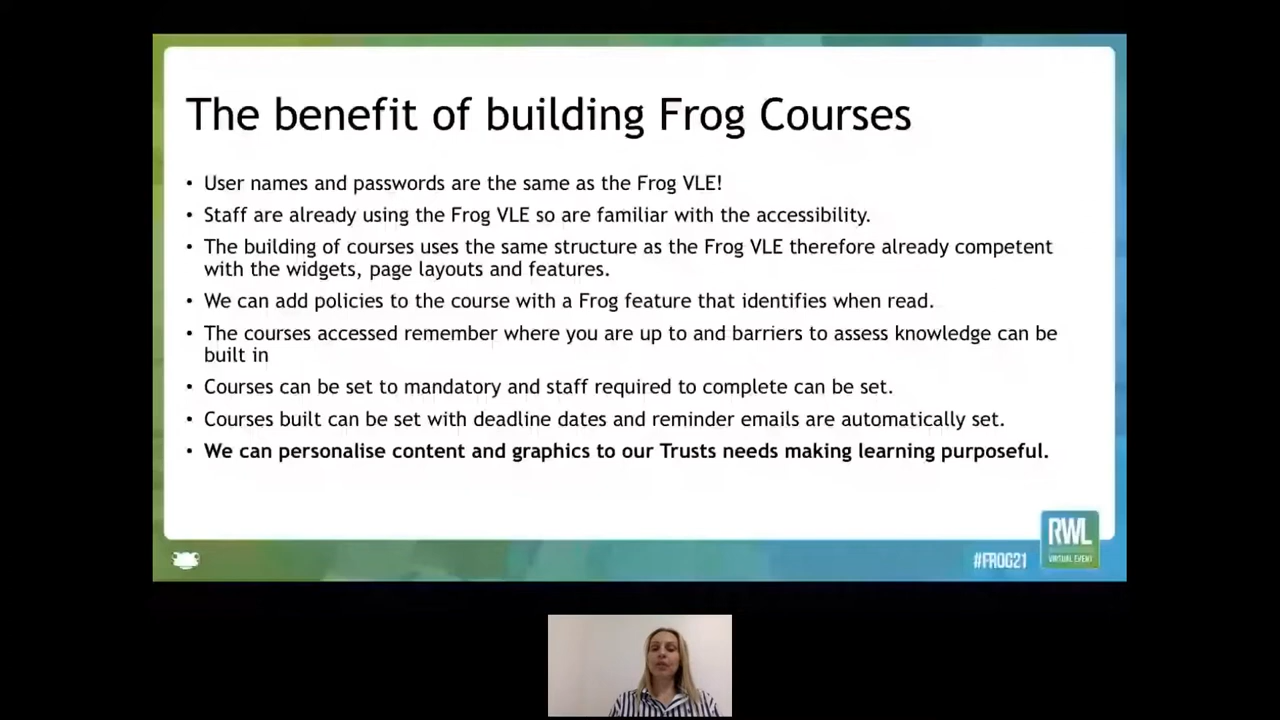 The benefit of building Frog Courses
• User names and passwords are the same as the Frog VLE!
• Staff are already using the Frog VLE so are familiar with the accessibility.
• The building of courses uses the same structure as the Frog VLE therefore already competent
with the widgets, page layouts and features.
• We can add policies to the course with a Frog feature that identifies when read.
• The courses accessed remember where you are up to and barriers to assess knowledge can be
built in
• Courses can be set to mandatory and staff required to complete can be set.
• Courses built can be set with deadline dates and reminder emails are automatically set.
• We can personalise content and graphics to our Trusts needs making learning purposeful.
RWL
#FROG21
VIRTUAL EVENT